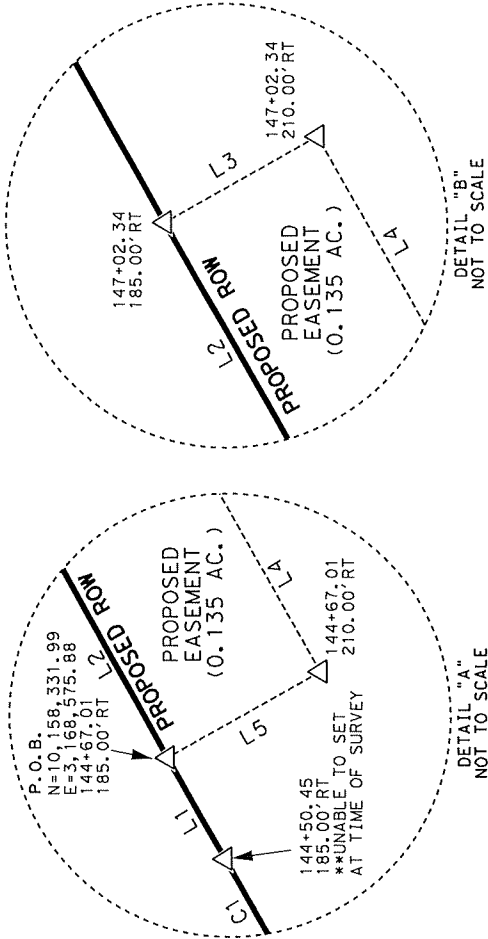 P.O.B.
N=10,158,331.99
E=3,168,575.88
144+67.01
185.00'RT
L2
PROPOSED ROW
PROPOSED
EASEMENT
(0.135 AC.)
L1
C1
L5
L4
144+67.01
210.00'RT
144+50.45
185.00'RT
**UNABLE TO SET
AT TIME OF SURVEY
DETAIL "A"
NOT TO SCALE
147+02.34
185.00'RT
L2
PROPOSED ROW
L3
147+02.34
210.00'RT
PROPOSED
EASEMENT
(0.135 AC.)
L4
DETAIL "B"
NOT TO SCALE